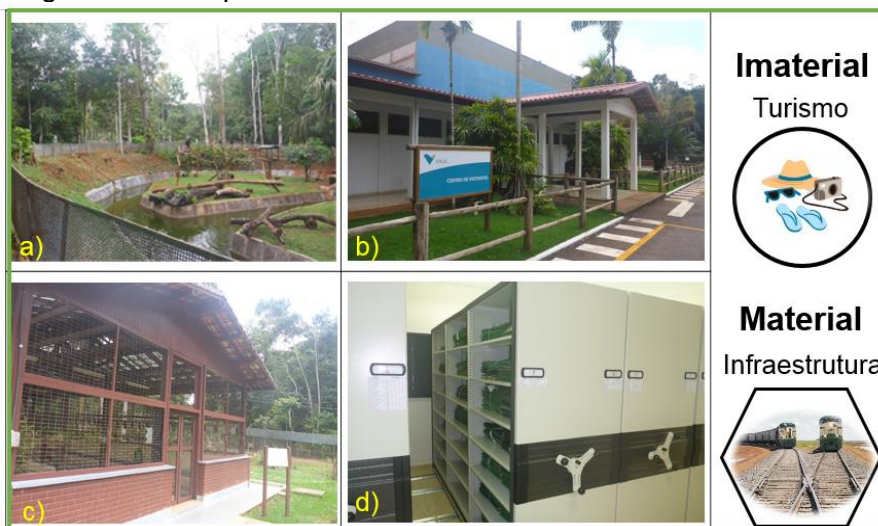 a)
b)
VALE
CENTRO DE VISITANTES
c)
d)
Imaterial
Turismo
Material
Infraestrutura